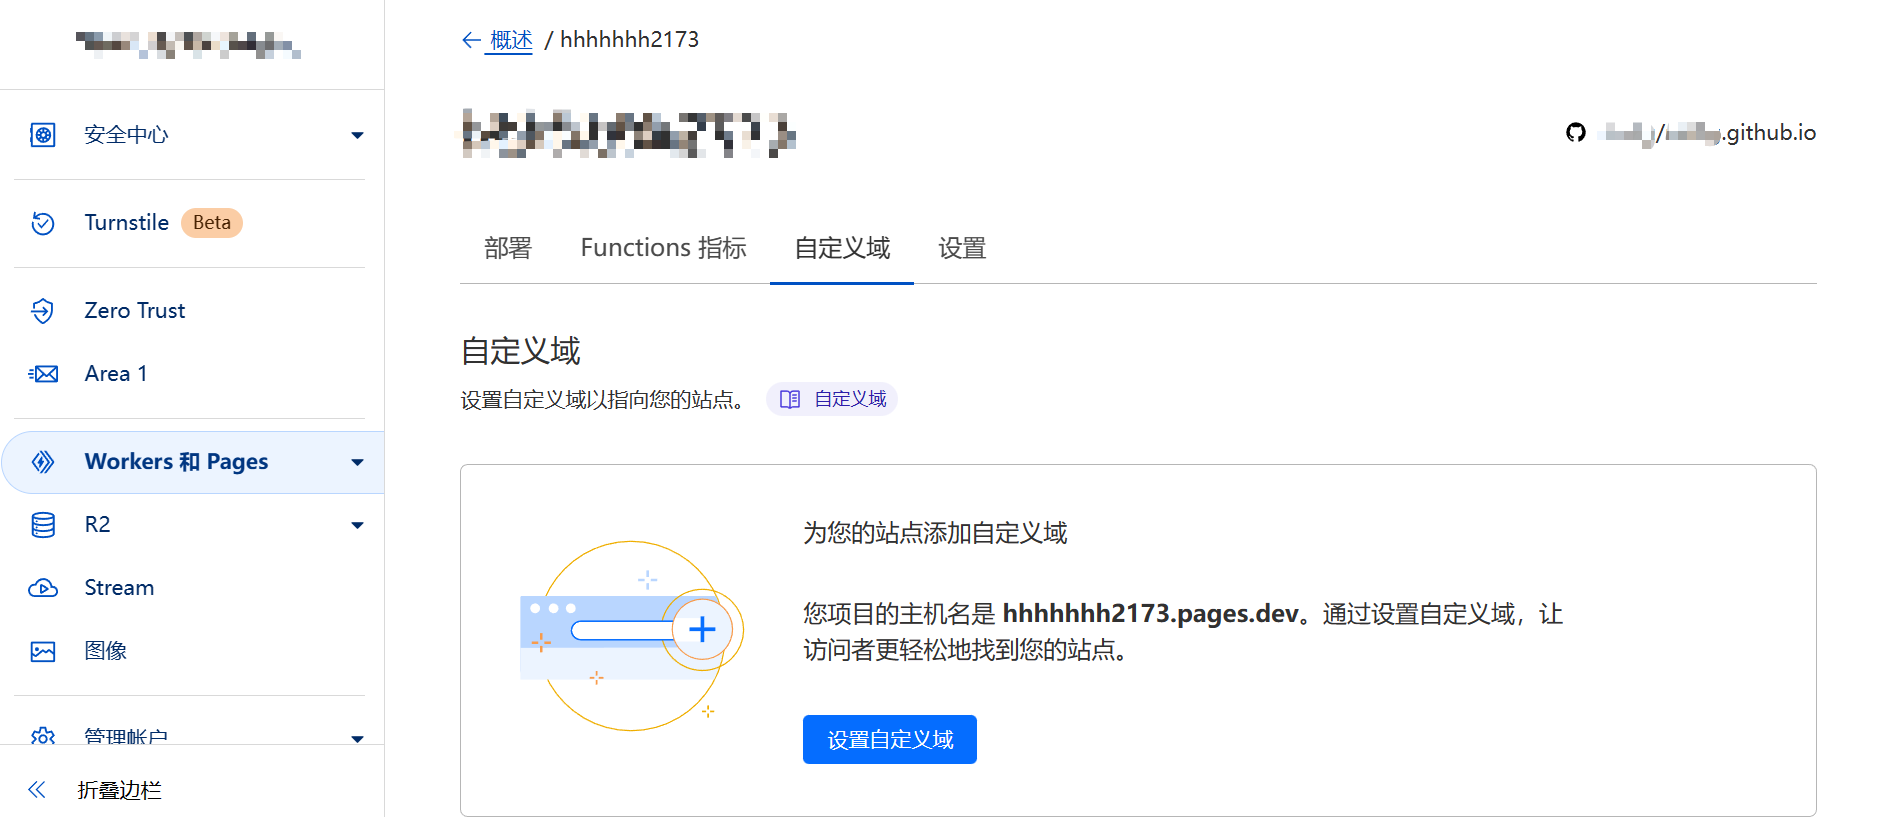 安全中心
Turnstile Beta
Zero Trust
Area 1
Workers 和 Pages
R2
Stream
图像
管理帐户
折叠边栏
概述 / hhhhhhh2173
/ .github.io
部署 Functions 指标 自定义域 设置
自定义域
设置自定义域以指向您的站点。 自定义域
为您的站点添加自定义域
您项目的主机名是 hhhhhhh2173.pages.dev。通过设置自定义域，让
访问者更轻松地找到您的站点。
设置自定义域